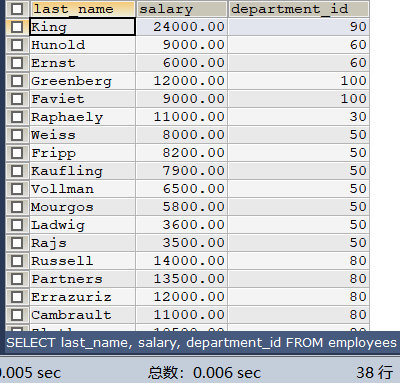 last_name salary department_id
King 24000.00 90
Hunold 9000.00 60
Ernst 6000.00 60
Greenberg 12000.00 100
Faviet 9000.00 100
Raphaely 11000.00 30
Weiss 8000.00 50
Fripp 8200.00 50
Kaufling 7900.00 50
Vollman 6500.00 50
Mourgos 5800.00 50
Ladwig 3600.00 50
Rajs 3500.00 50
Russell 14000.00 80
Partners 13500.00 80
Errazuriz 12000.00 80
Cambrault 11000.00 80
SELECT last_name, salary, department_id FROM employees
0.005 sec 总数: 0.006 sec 38 行